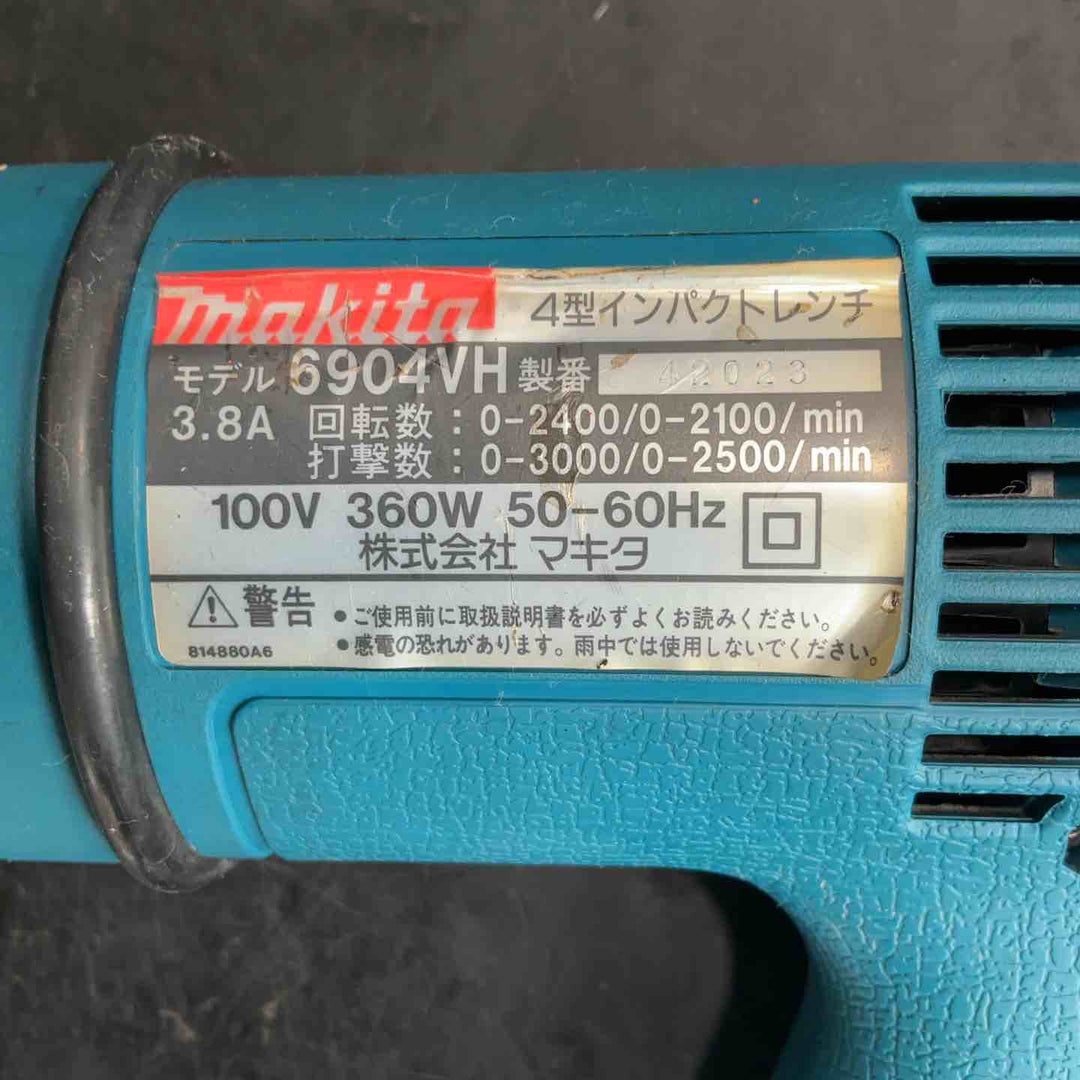 makita 4型インパクトレンチ
モデル 6904VH 製番 42023
3.8A 回転数：0-2400/0-2100/min
打撃数：0-3000/0-2500/min
100V 360W 50-60Hz
株式会社 マキタ
警告 ●ご使用前に取扱説明書を必ずよくお読みください。
814880A6 ●感電の恐れがあります。雨中では使用しないでください。